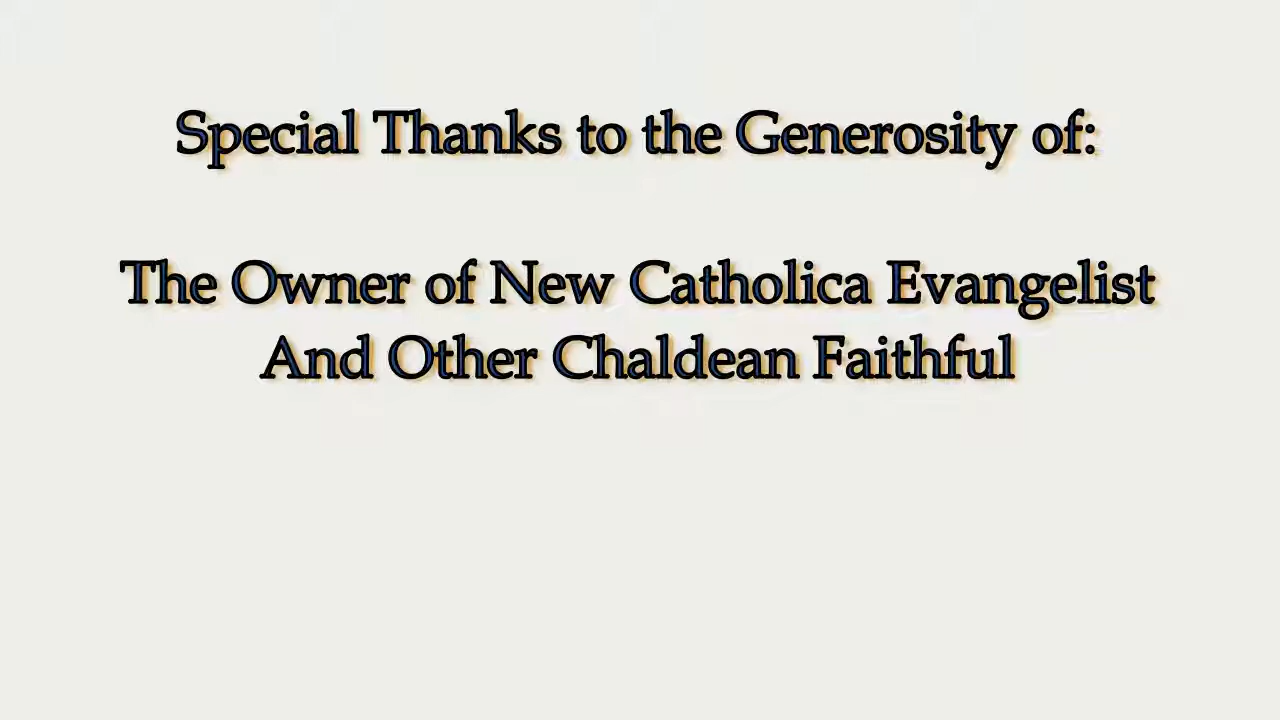 Special Thanks to the Generosity of:
The Owner of New Catholica Evangelist
And Other Chaldean Faithful